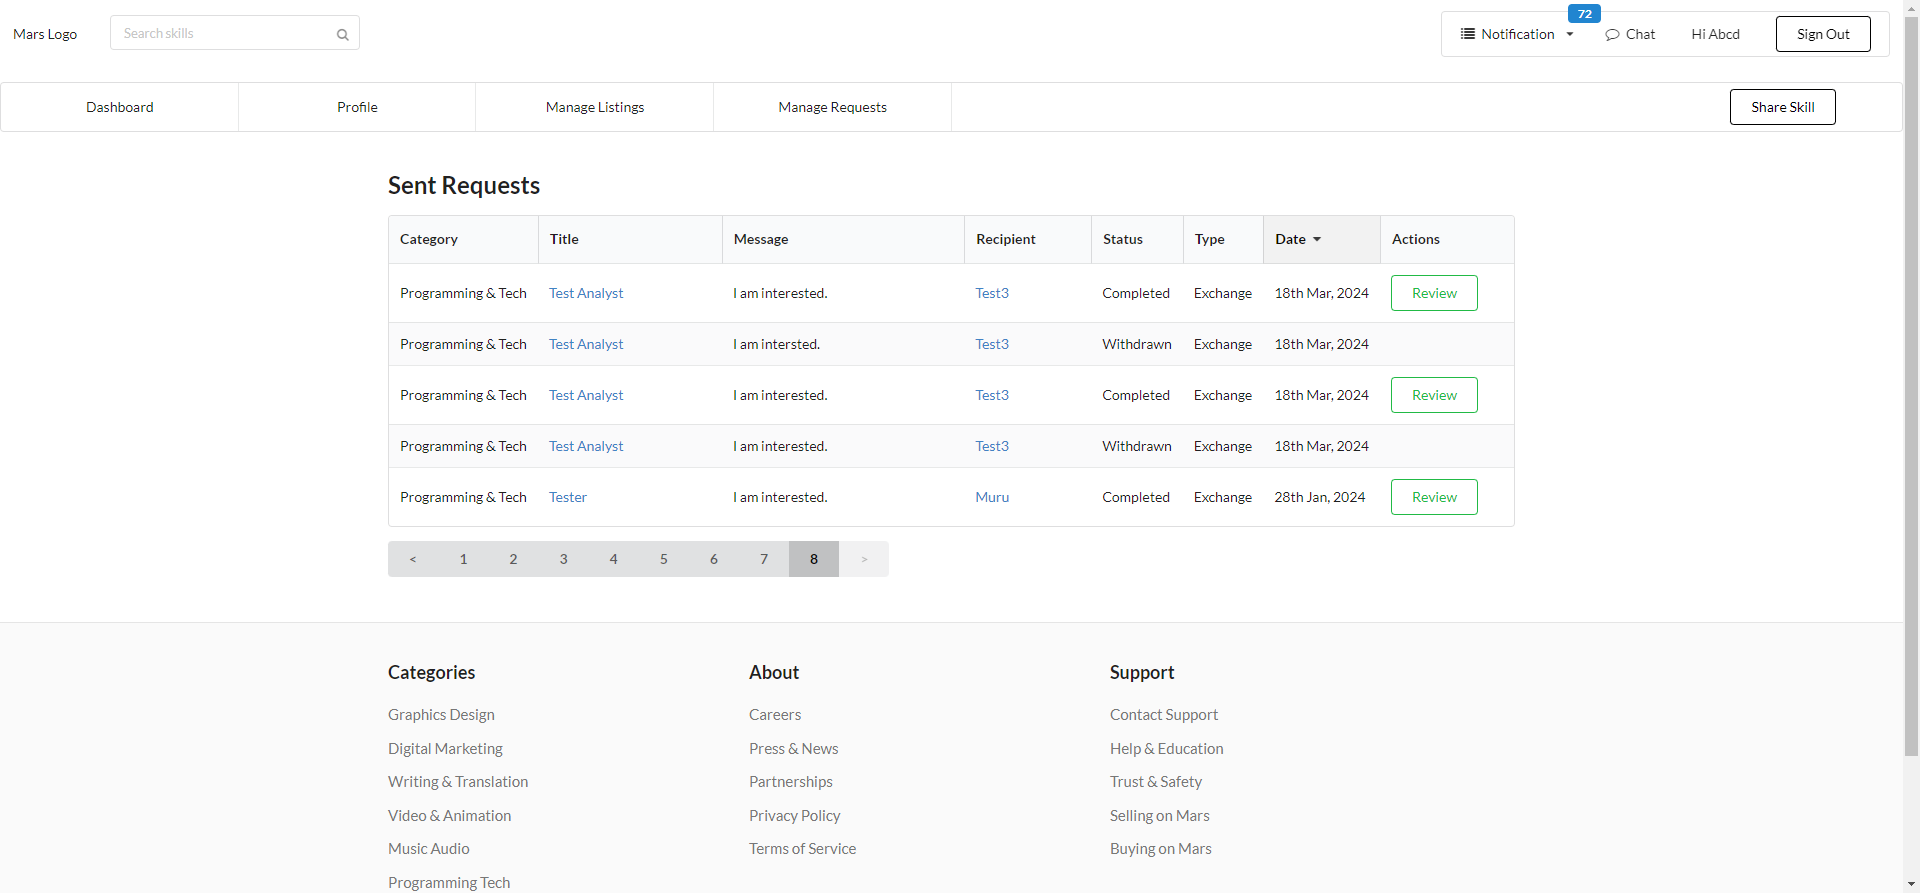 Mars Logo
Search skills
72
Notification
Chat
Hi Abcd
Sign Out
Dashboard
Profile
Manage Listings
Manage Requests
Share Skill
Sent Requests
Category Title Message Recipient Status Type Date Actions
Programming & Tech Test Analyst I am interested. Test3 Completed Exchange 18th Mar, 2024 Review
Programming & Tech Test Analyst I am intersted. Test3 Withdrawn Exchange 18th Mar, 2024
Programming & Tech Test Analyst I am interested. Test3 Completed Exchange 18th Mar, 2024 Review
Programming & Tech Test Analyst I am interested. Test3 Withdrawn Exchange 18th Mar, 2024
Programming & Tech Tester I am interested. Muru Completed Exchange 28th Jan, 2024 Review
< 1 2 3 4 5 6 7 8 >
Categories
Graphics Design
Digital Marketing
Writing & Translation
Video & Animation
Music Audio
Programming Tech
About
Careers
Press & News
Partnerships
Privacy Policy
Terms of Service
Support
Contact Support
Help & Education
Trust & Safety
Selling on Mars
Buying on Mars